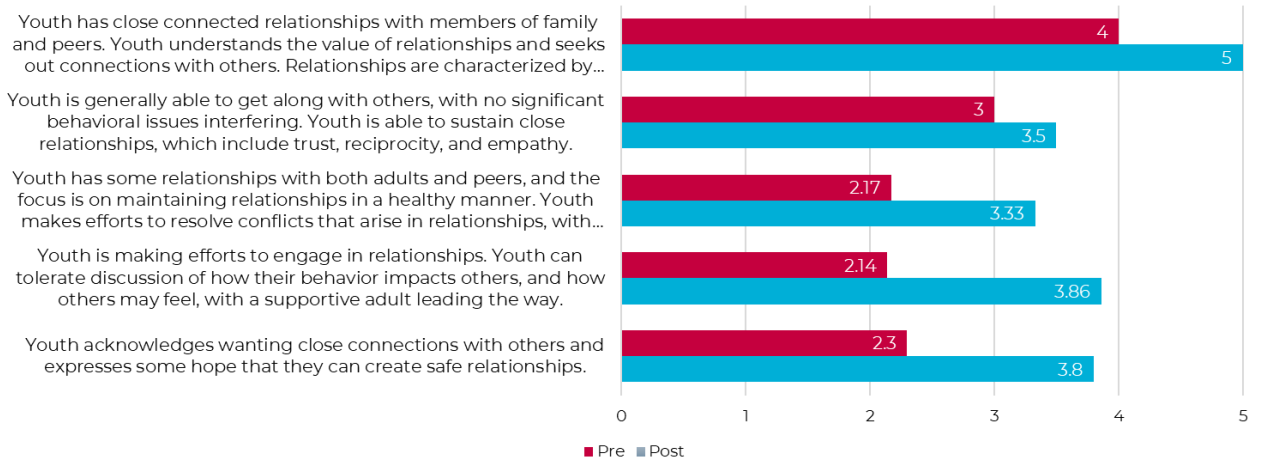 Youth has close connected relationships with members of family
and peers. Youth understands the value of relationships and seeks
out connections with others. Relationships are characterized by...
4
5
Youth is generally able to get along with others, with no significant
behavioral issues interfering. Youth is able to sustain close
relationships, which include trust, reciprocity, and empathy.
3
3.5
Youth has some relationships with both adults and peers, and the
focus is on maintaining relationships in a healthy manner. Youth
makes efforts to resolve conflicts that arise in relationships, with...
2.17
3.33
Youth is making efforts to engage in relationships. Youth can
tolerate discussion of how their behavior impacts others, and how
others may feel, with a supportive adult leading the way.
2.14
3.86
Youth acknowledges wanting close connections with others and
expresses some hope that they can create safe relationships.
2.3
3.8
0 1 2 3 4 5
Pre Post